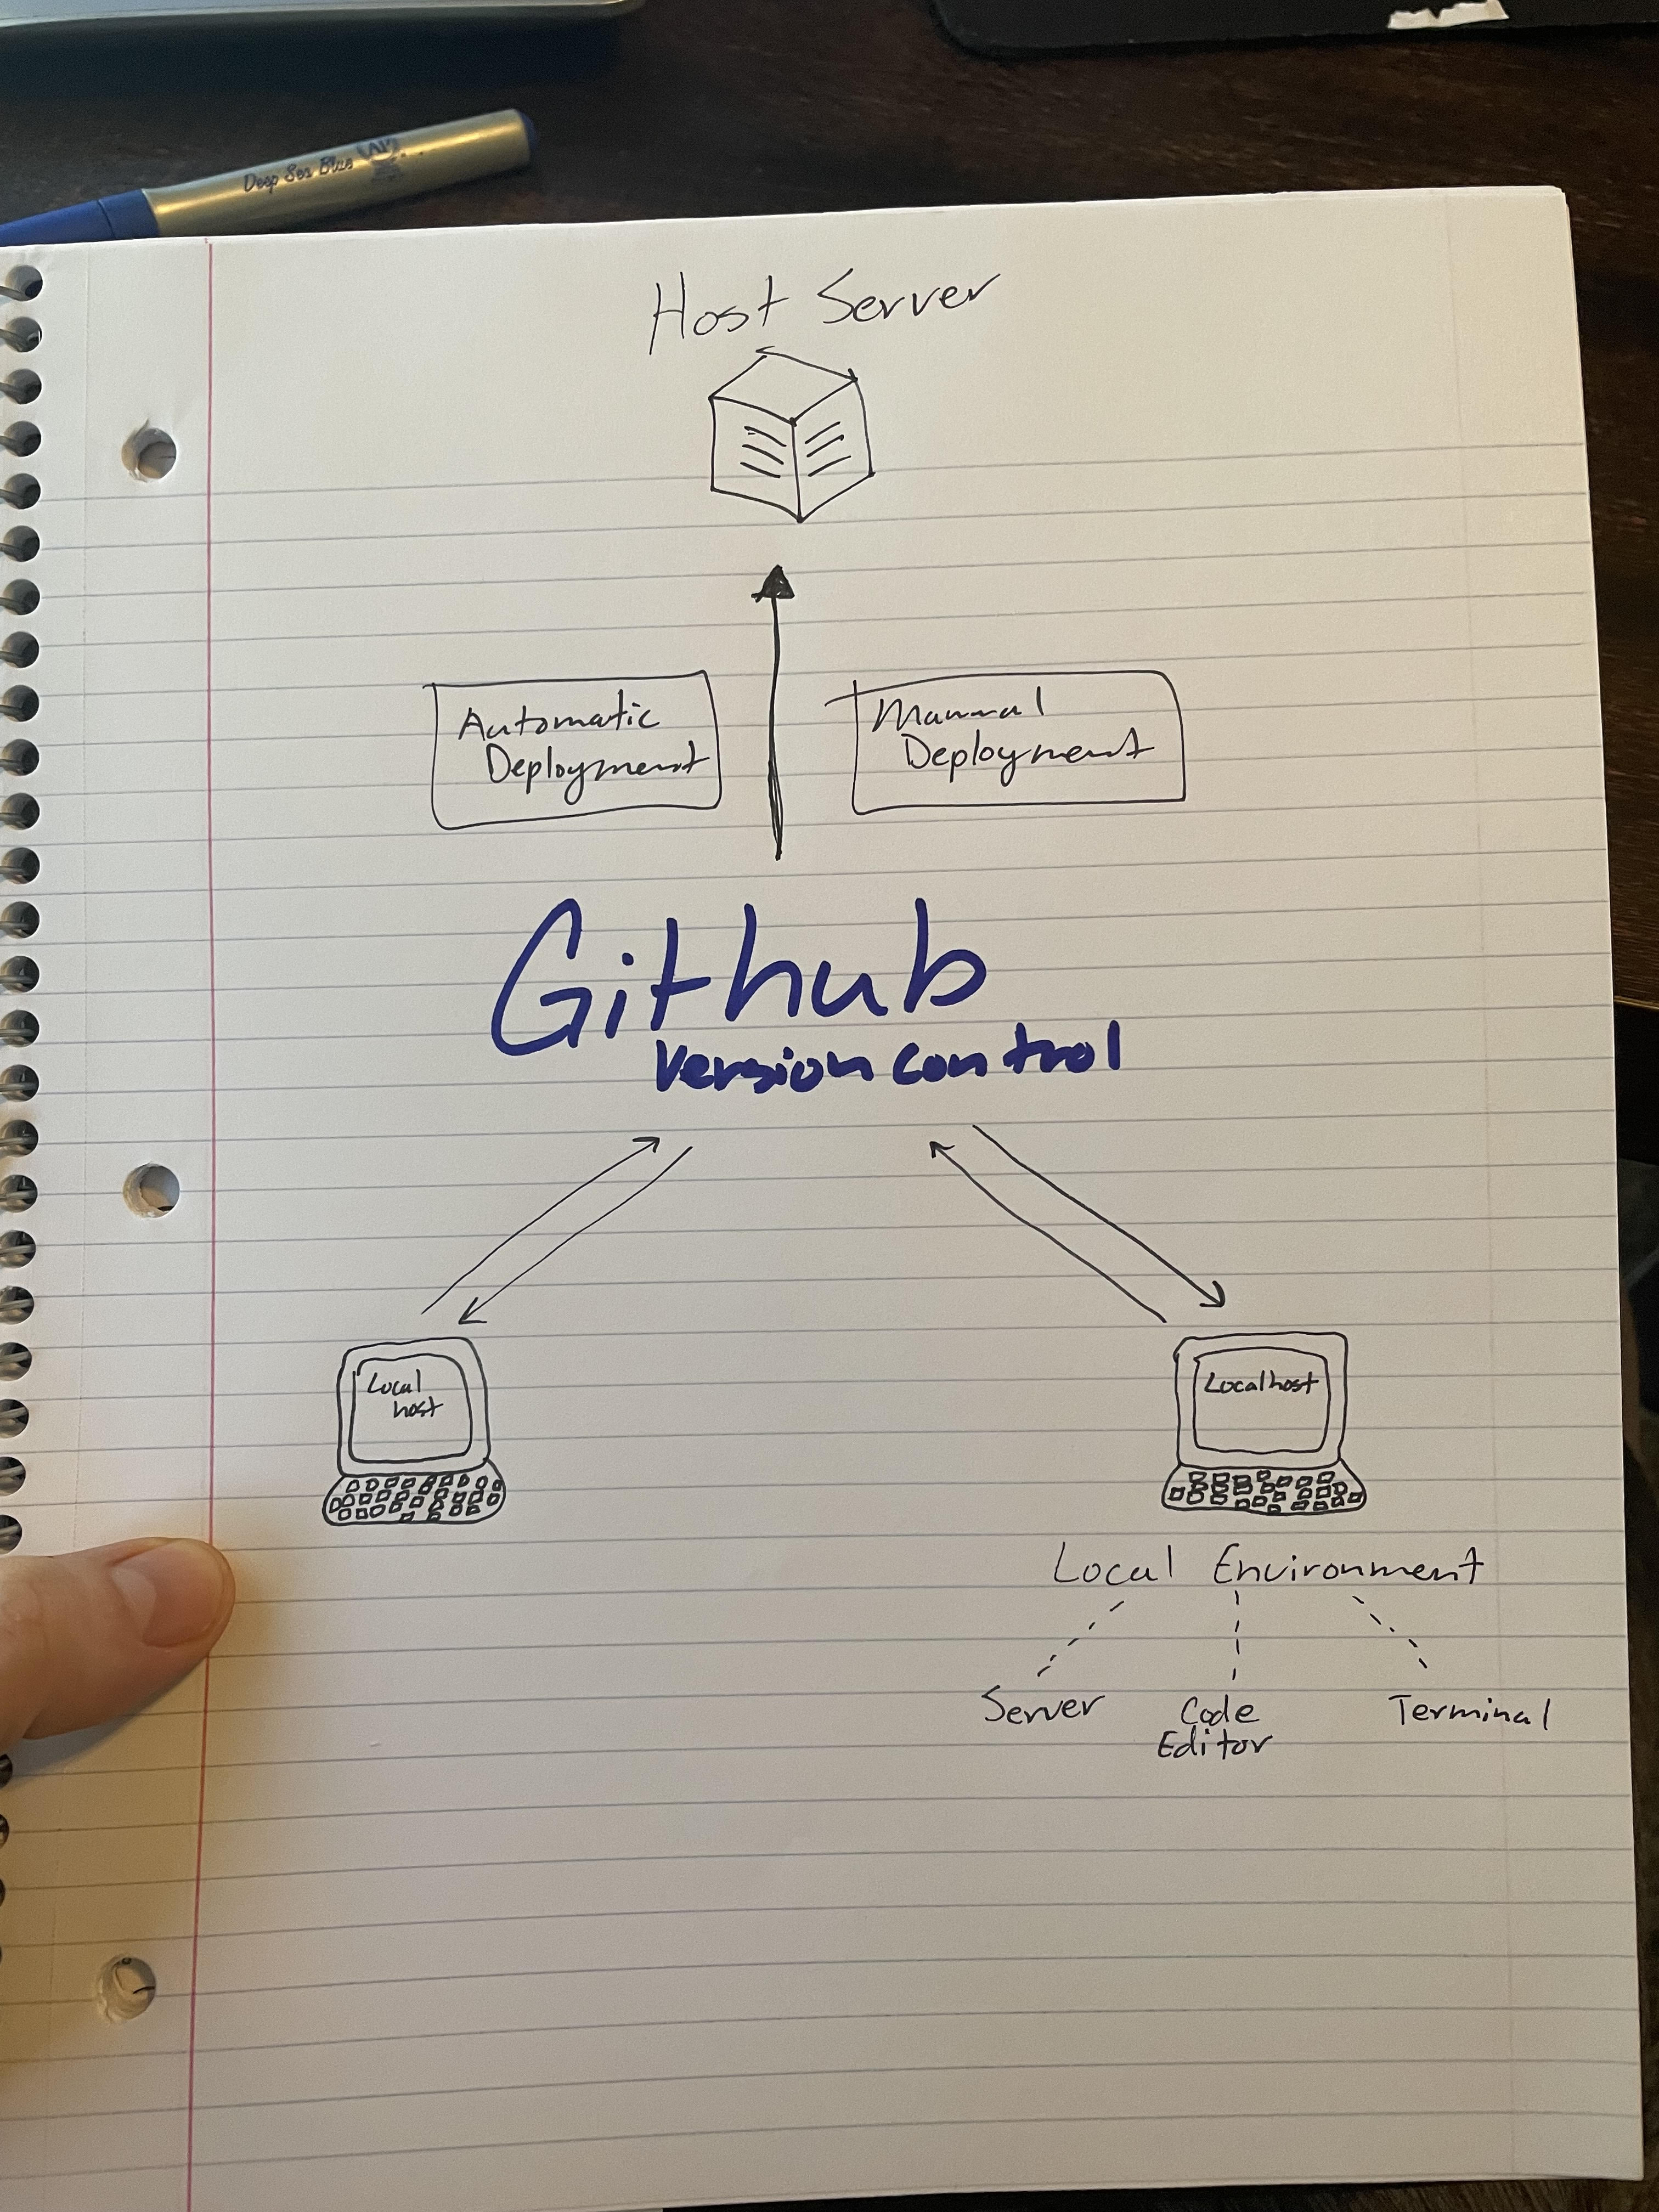 Deep Sea Blue
Host Server
Automatic
Deployment
Manual
Deployment
Github
version control
Local
host
Localhost
Local Environment
Server
Code
Editor
Terminal